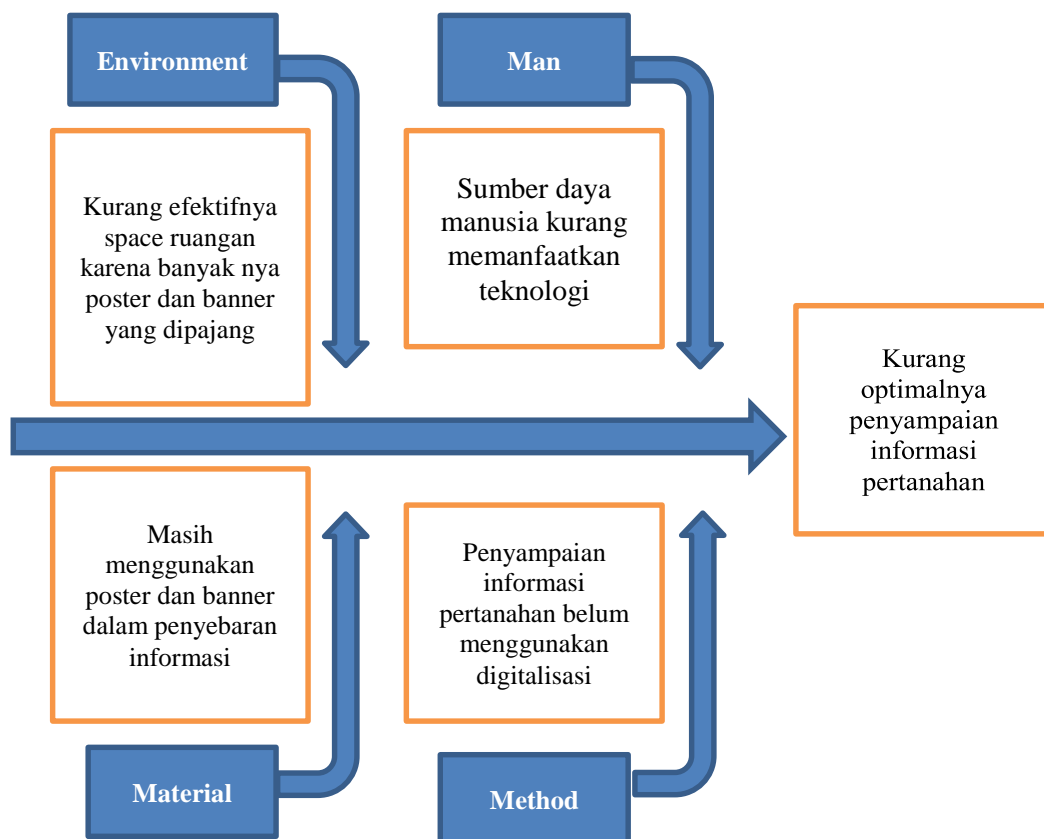 Environment
Man
Kurang efektifnya
space ruangan
karena banyak nya
poster dan banner
yang dipajang
Sumber daya
manusia kurang
memanfaatkan
teknologi
Kurang
optimalnya
penyampaian
informasi
pertanahan
Masih
menggunakan
poster dan banner
dalam penyebaran
informasi
Penyampaian
informasi
pertanahan belum
menggunakan
digitalisasi
Material
Method